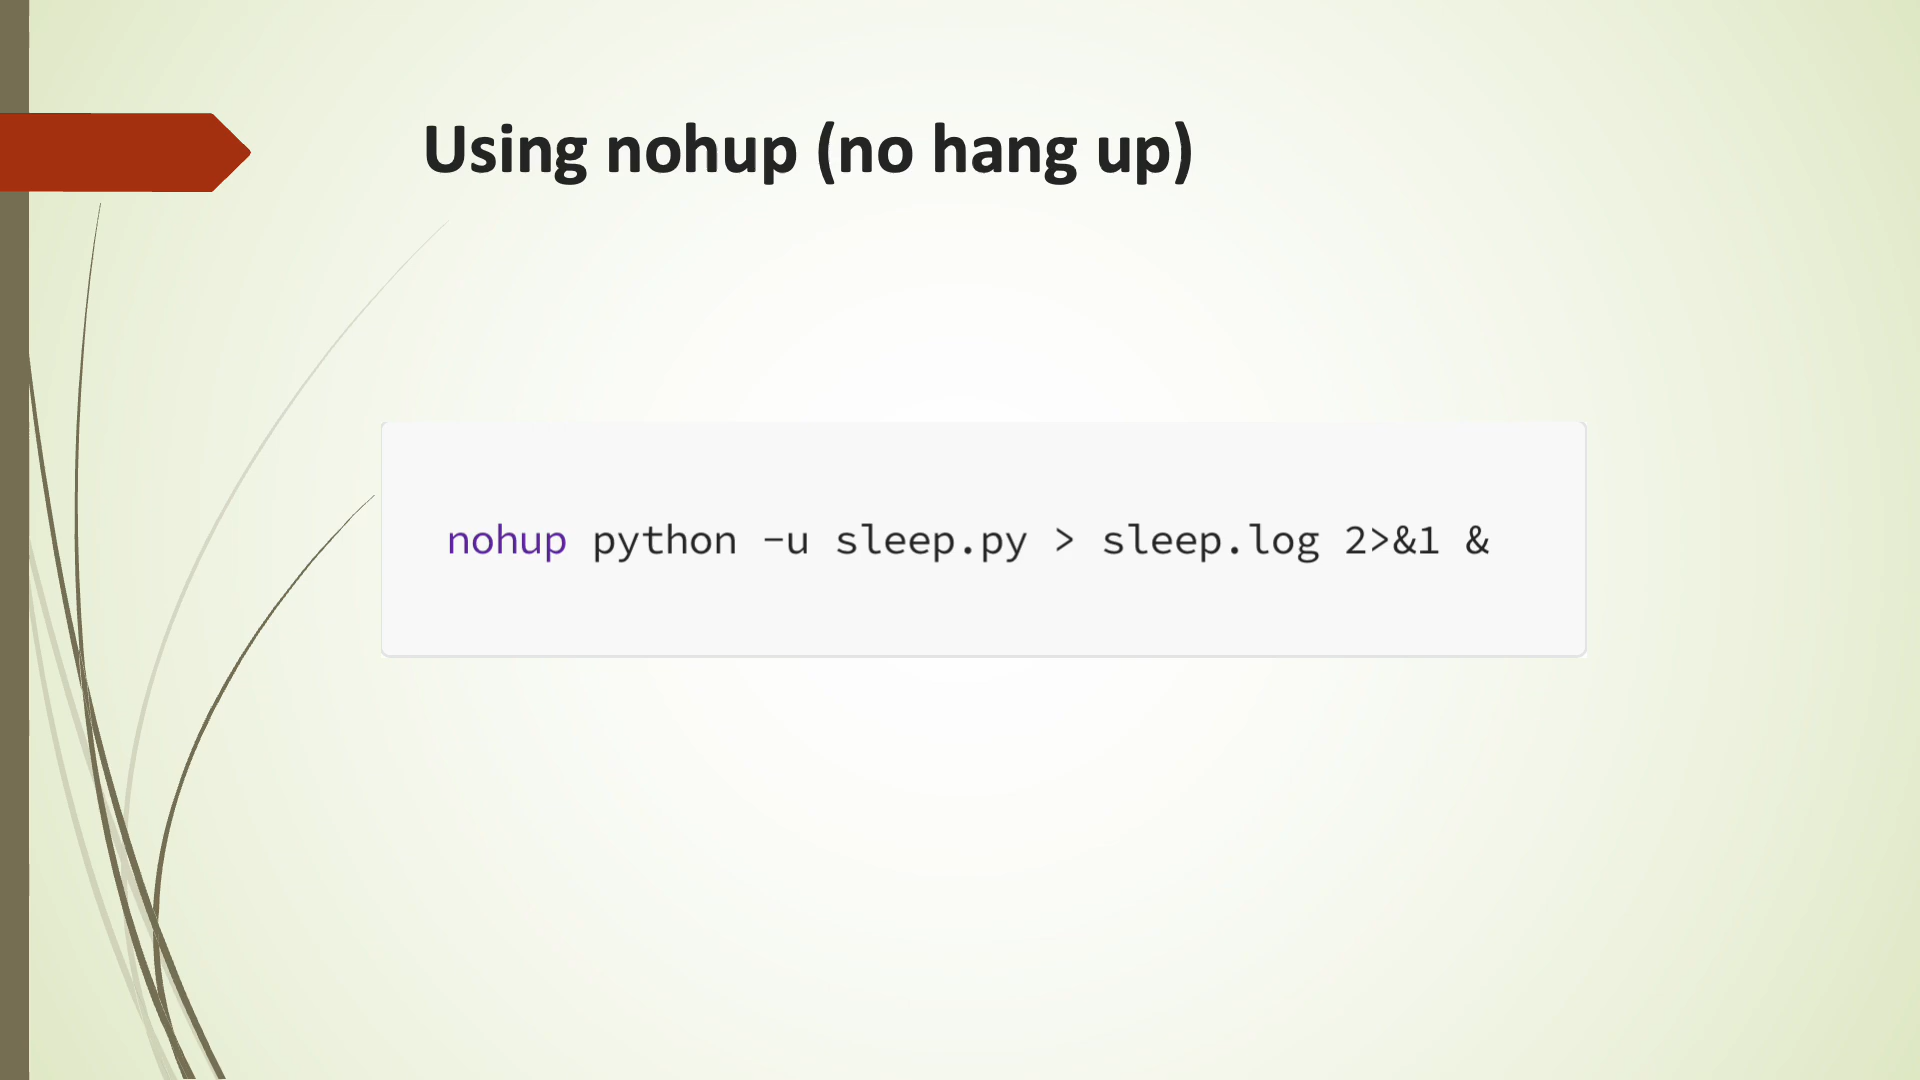 Using nohup (no hang up)
nohup python -u sleep.py > sleep.log 2>&1 &